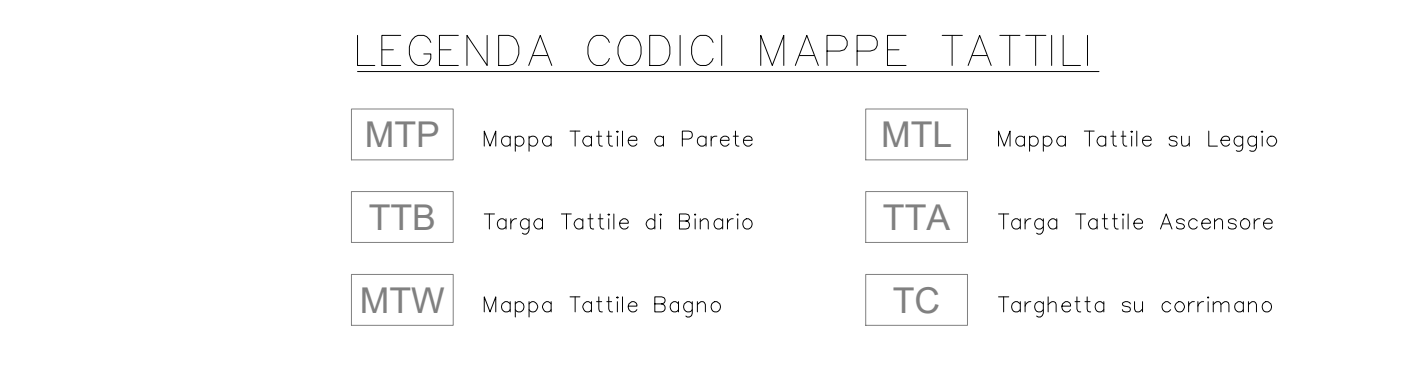 LEGENDA CODICI MAPPE TATTILI
MTP Mappa Tattile a Parete MTL Mappa Tattile su Leggio
TTB Targa Tattile di Binario TTA Targa Tattile Ascensore
MTW Mappa Tattile Bagno TC Targhetta su corrimano